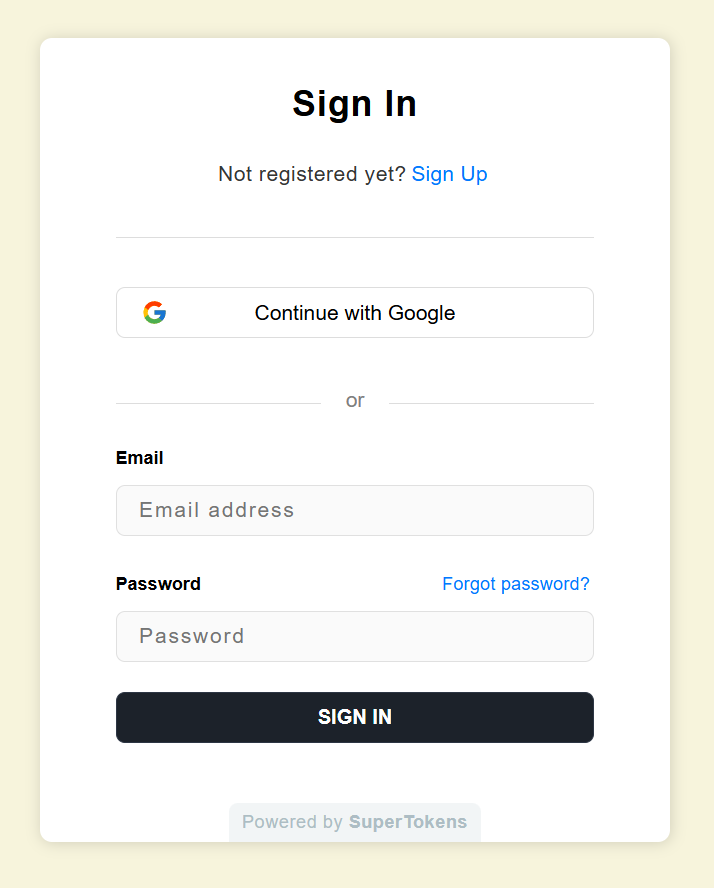 Sign In
Not registered yet? Sign Up
Continue with Google
or
Email
Email address
Password Forgot password?
Password
SIGN IN
Powered by SuperTokens